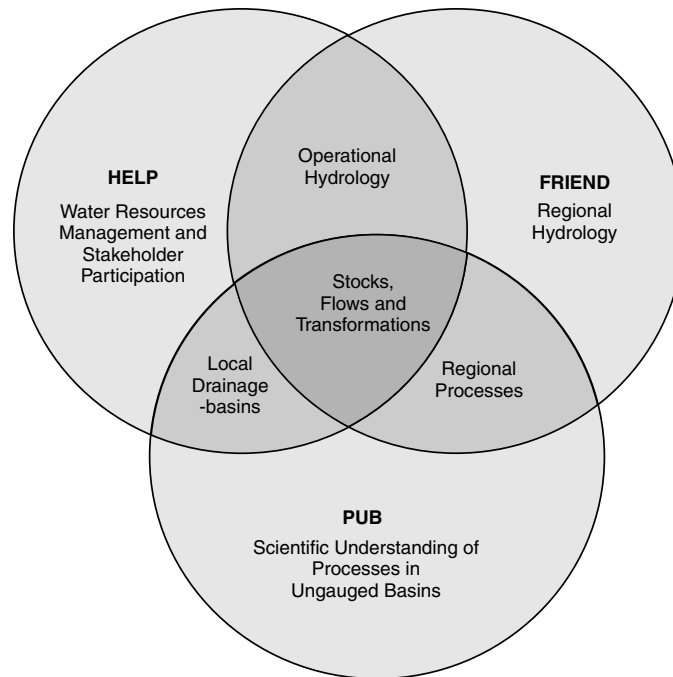 Operational
Hydrology
HELP
Water Resources
Management and
Stakeholder
Participation
FRIEND
Regional
Hydrology
Stocks,
Flows and
Transformations
Local
Drainage
-basins
Regional
Processes
PUB
Scientific Understanding of
Processes in
Ungauged Basins